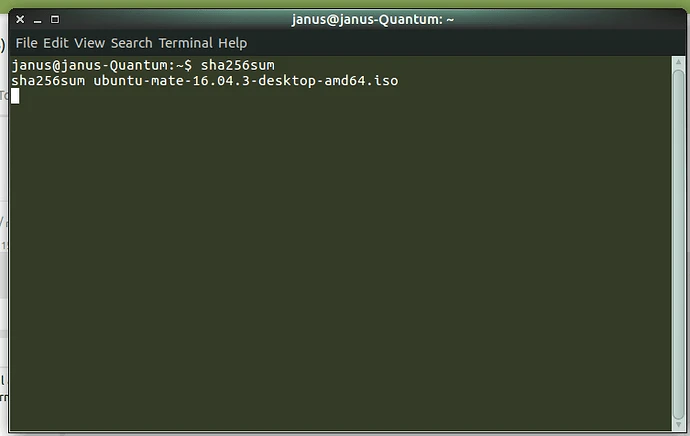 janus@janus-Quantum: ~
File Edit View Search Terminal Help
janus@janus-Quantum:~$ sha256sum
sha256sum ubuntu-mate-16.04.3-desktop-amd64.iso